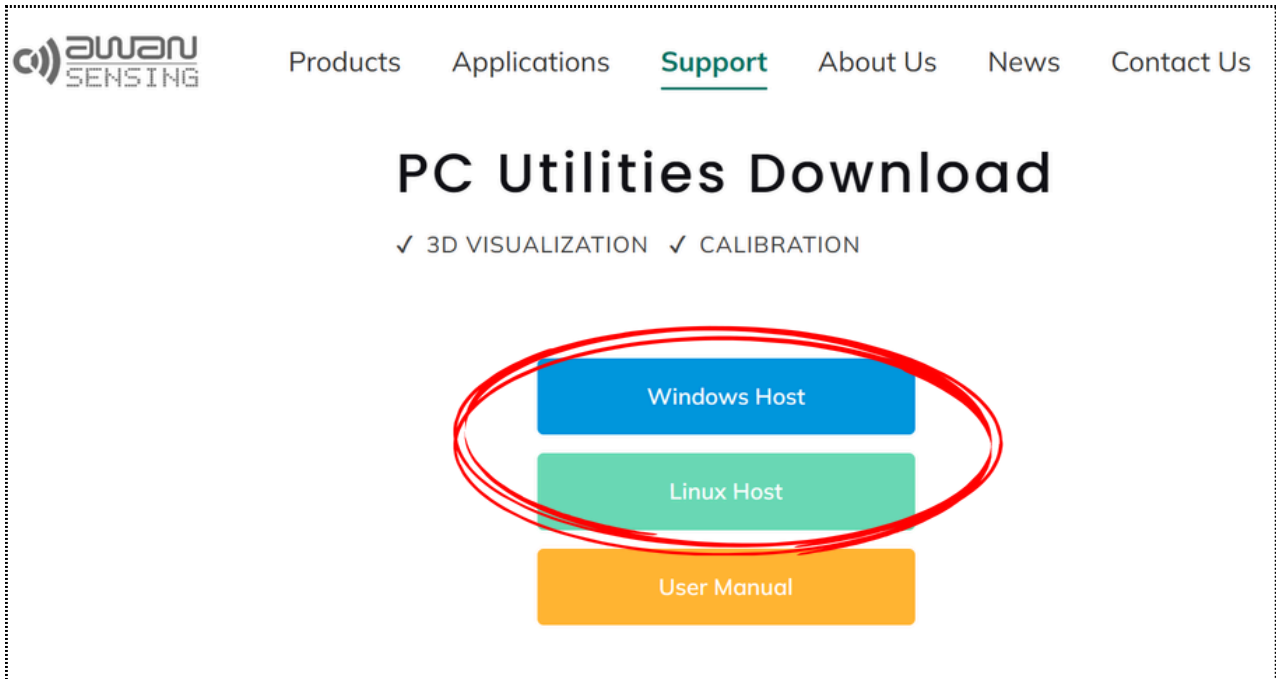 awan
SENSING
Products Applications Support About Us News Contact Us
PC Utilities Download
✓ 3D VISUALIZATION ✓ CALIBRATION
Windows Host
Linux Host
User Manual